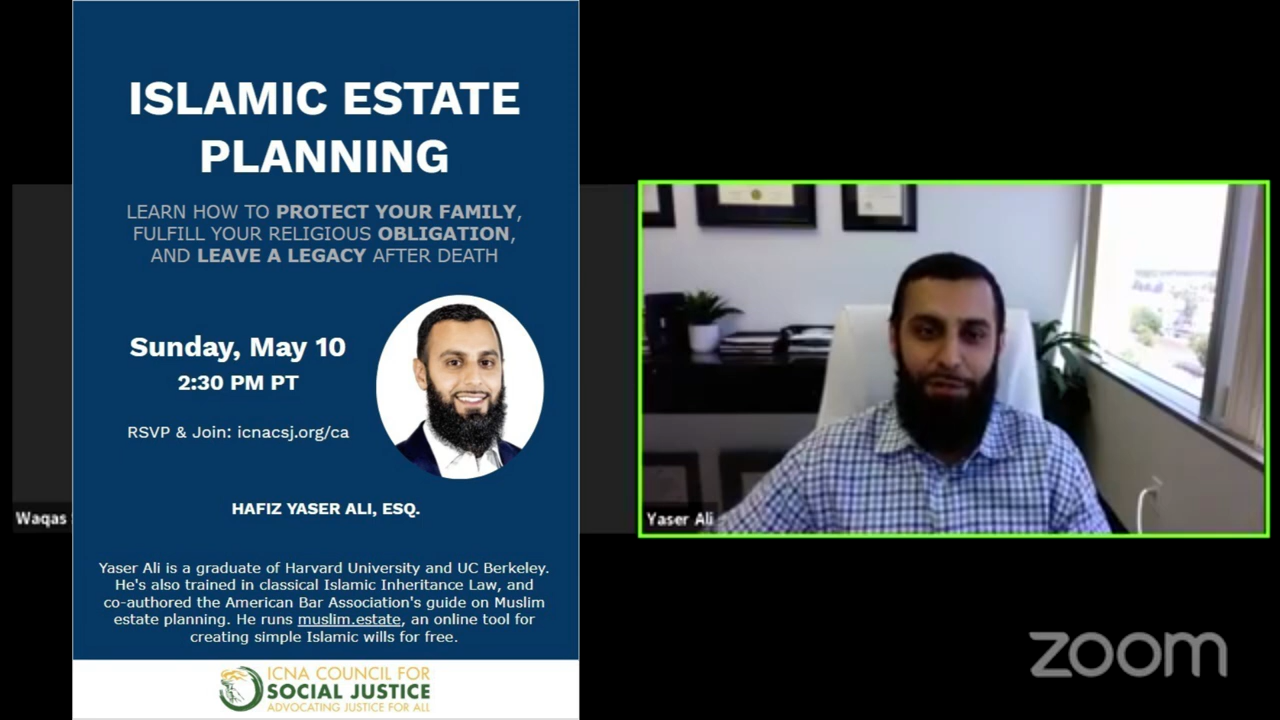 ISLAMIC ESTATE
PLANNING
LEARN HOW TO PROTECT YOUR FAMILY,
FULFILL YOUR RELIGIOUS OBLIGATION,
AND LEAVE A LEGACY AFTER DEATH
Sunday, May 10
2:30 PM PT
RSVP & Join: icnacsj.org/ca
HAFIZ YASER ALI, ESQ.
Yaser Ali is a graduate of Harvard University and UC Berkeley.
He's also trained in classical Islamic Inheritance Law, and
co-authored the American Bar Association's guide on Muslim
estate planning. He runs muslim.estate, an online tool for
creating simple Islamic wills for free.
ICNA COUNCIL FOR
SOCIAL JUSTICE
ADVOCATING JUSTICE FOR ALL
Waqas
Yaser Ali
zoom